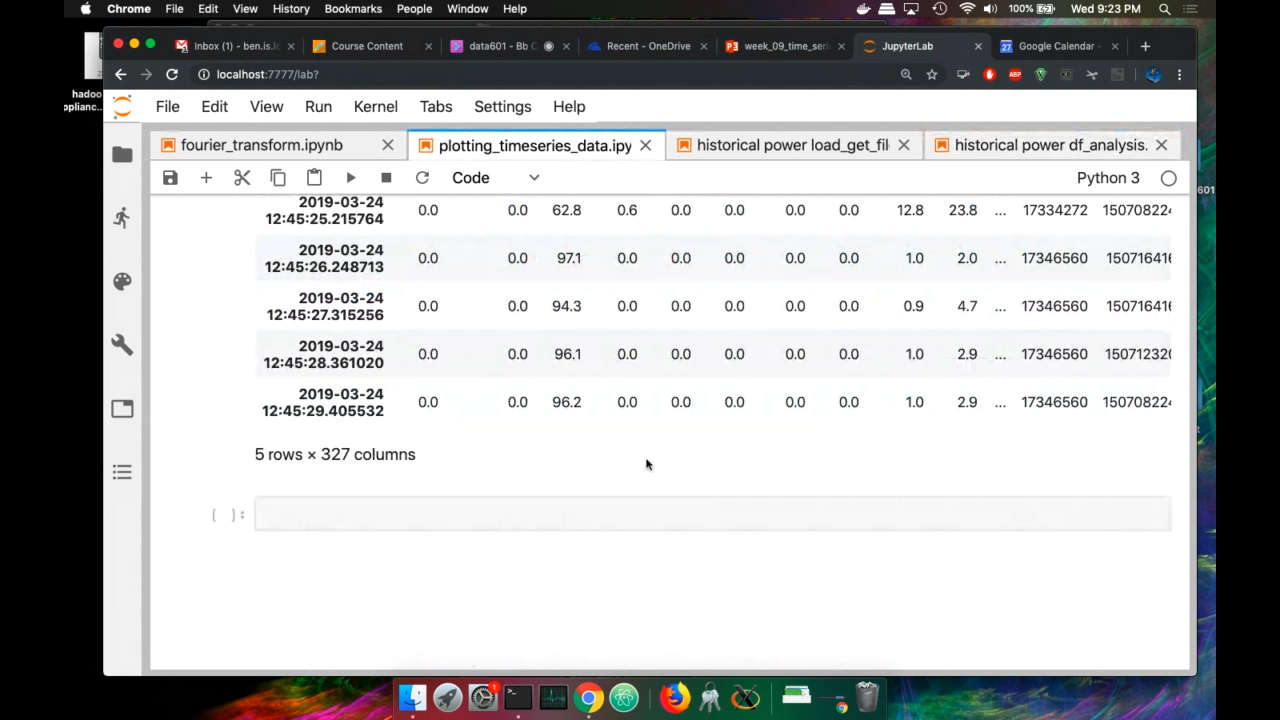 Chrome File Edit View History Bookmarks People Window Help 100% Wed 9:23 PM
Inbox (1) - ben.is. Course Content data601 - Bb C Recent - OneDrive week_09_time_seri JupyterLab Google Calendar -
localhost:7777/lab?
ABP
hadoo
pplianc...
File Edit View Run Kernel Tabs Settings Help
fourier_transform.ipynb plotting_timeseries_data.ipy historical power load_get_fil historical power df_analysis.
Code Python 3
2019-03-24
12:45:25.215764 0.0 0.0 62.8 0.6 0.0 0.0 0.0 0.0 12.8 23.8 ... 17334272 15070822
2019-03-24
12:45:26.248713 0.0 0.0 97.1 0.0 0.0 0.0 0.0 0.0 1.0 2.0 ... 17346560 15071641
2019-03-24
12:45:27.315256 0.0 0.0 94.3 0.0 0.0 0.0 0.0 0.0 0.9 4.7 ... 17346560 15071641
2019-03-24
12:45:28.361020 0.0 0.0 96.1 0.0 0.0 0.0 0.0 0.0 1.0 2.9 ... 17346560 15071232
2019-03-24
12:45:29.405532 0.0 0.0 96.2 0.0 0.0 0.0 0.0 0.0 1.0 2.9 ... 17346560 15070822
5 rows × 327 columns
[ ]: